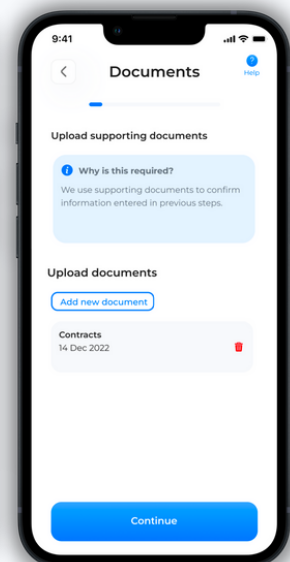 9:41
Documents
Help
Upload supporting documents
Why is this required?
We use supporting documents to confirm
information entered in previous steps.
Upload documents
Add new document
Contracts
14 Dec 2022
Continue